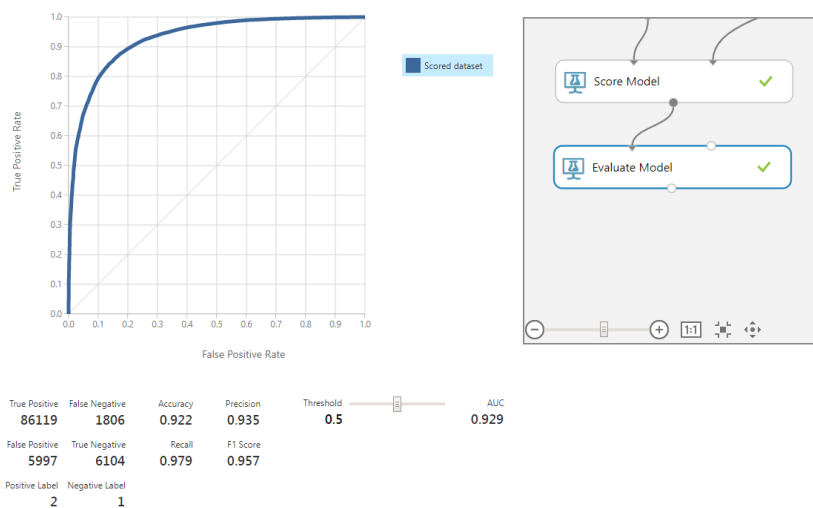 1.0
0.9
0.8
0.7
0.6
0.5
0.4
0.3
0.2
0.1
0.0
True Positive Rate
0.0 0.1 0.2 0.3 0.4 0.5 0.6 0.7 0.8 0.9 1.0
False Positive Rate
Scored dataset
Score Model
Evaluate Model
1:1
True Positive False Negative Accuracy Precision Threshold AUC
86119 1806 0.922 0.935 0.5 0.929
False Positive True Negative Recall F1 Score
5997 6104 0.979 0.957
Positive Label Negative Label
2 1